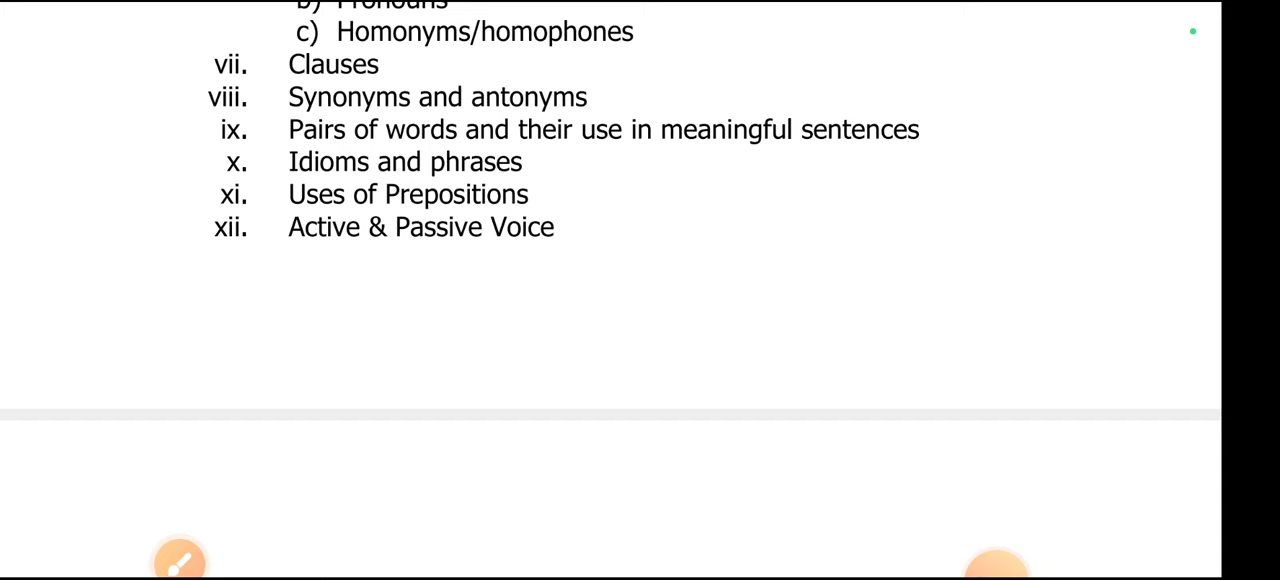 b) Pronouns
c) Homonyms/homophones
vii. Clauses
viii. Synonyms and antonyms
ix. Pairs of words and their use in meaningful sentences
x. Idioms and phrases
xi. Uses of Prepositions
xii. Active & Passive Voice